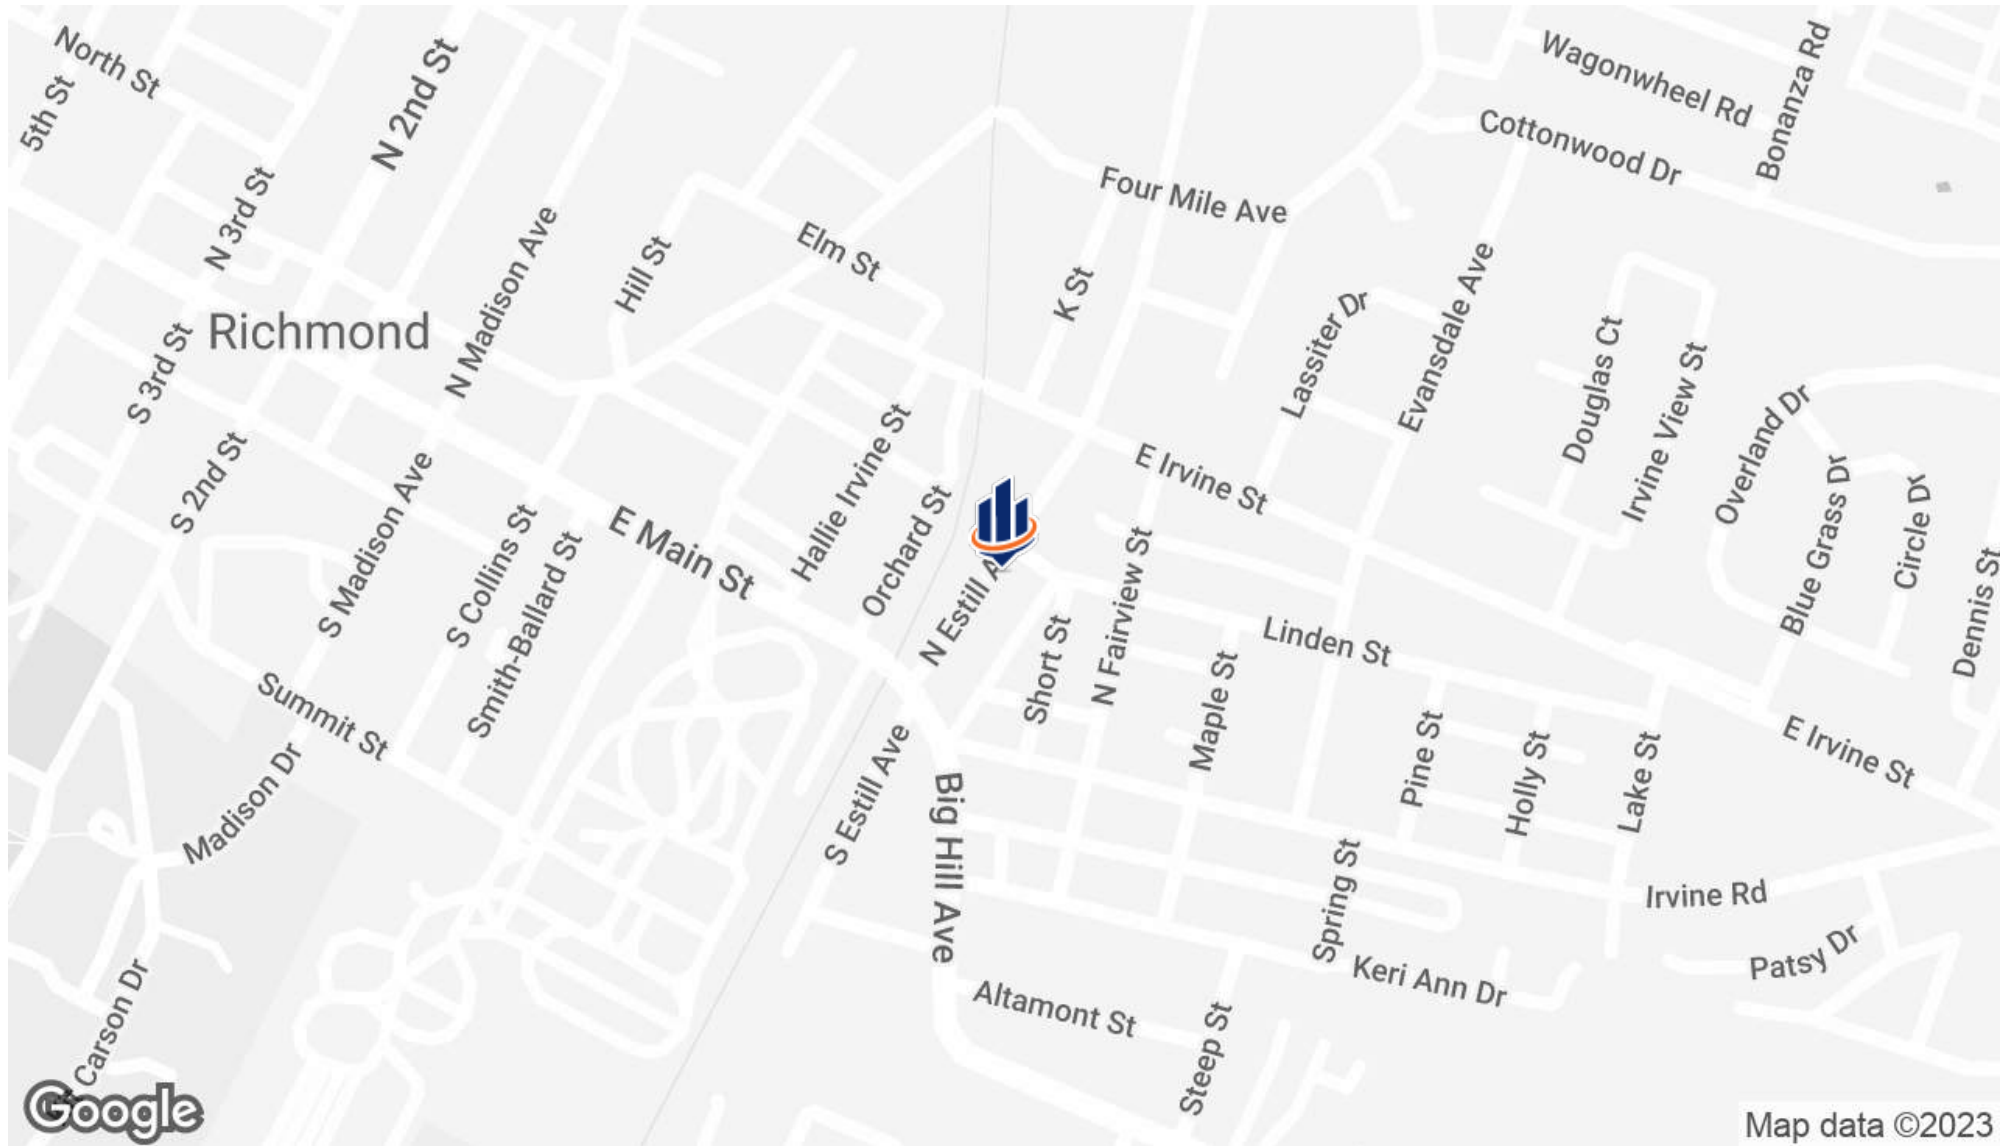 North St
5th St
N 2nd St
Wagonwheel Rd
Bonanza Rd
Cottonwood Dr
N 3rd St
Four Mile Ave
N Madison Ave
Hill St
Elm St
K St
Evansdale Ave
Lassiter Dr
Richmond
S 3rd St
Douglas Ct
Irvine View St
Overland Dr
S 2nd St
S Madison Ave
Hallie Irvine St
E Irvine St
Blue Grass Dr
Circle Dr
S Collins St
Smith-Ballard St
E Main St
Orchard St
N Estill A
N Fairview St
Short St
Linden St
Dennis St
Maple St
Summit St
Madison Dr
S Estill Ave
Big Hill Ave
Pine St
Holly St
Lake St
E Irvine St
Spring St
Irvine Rd
Patsy Dr
Keri Ann Dr
Altamont St
Steep St
Carson Dr
Google
Map data ©2023